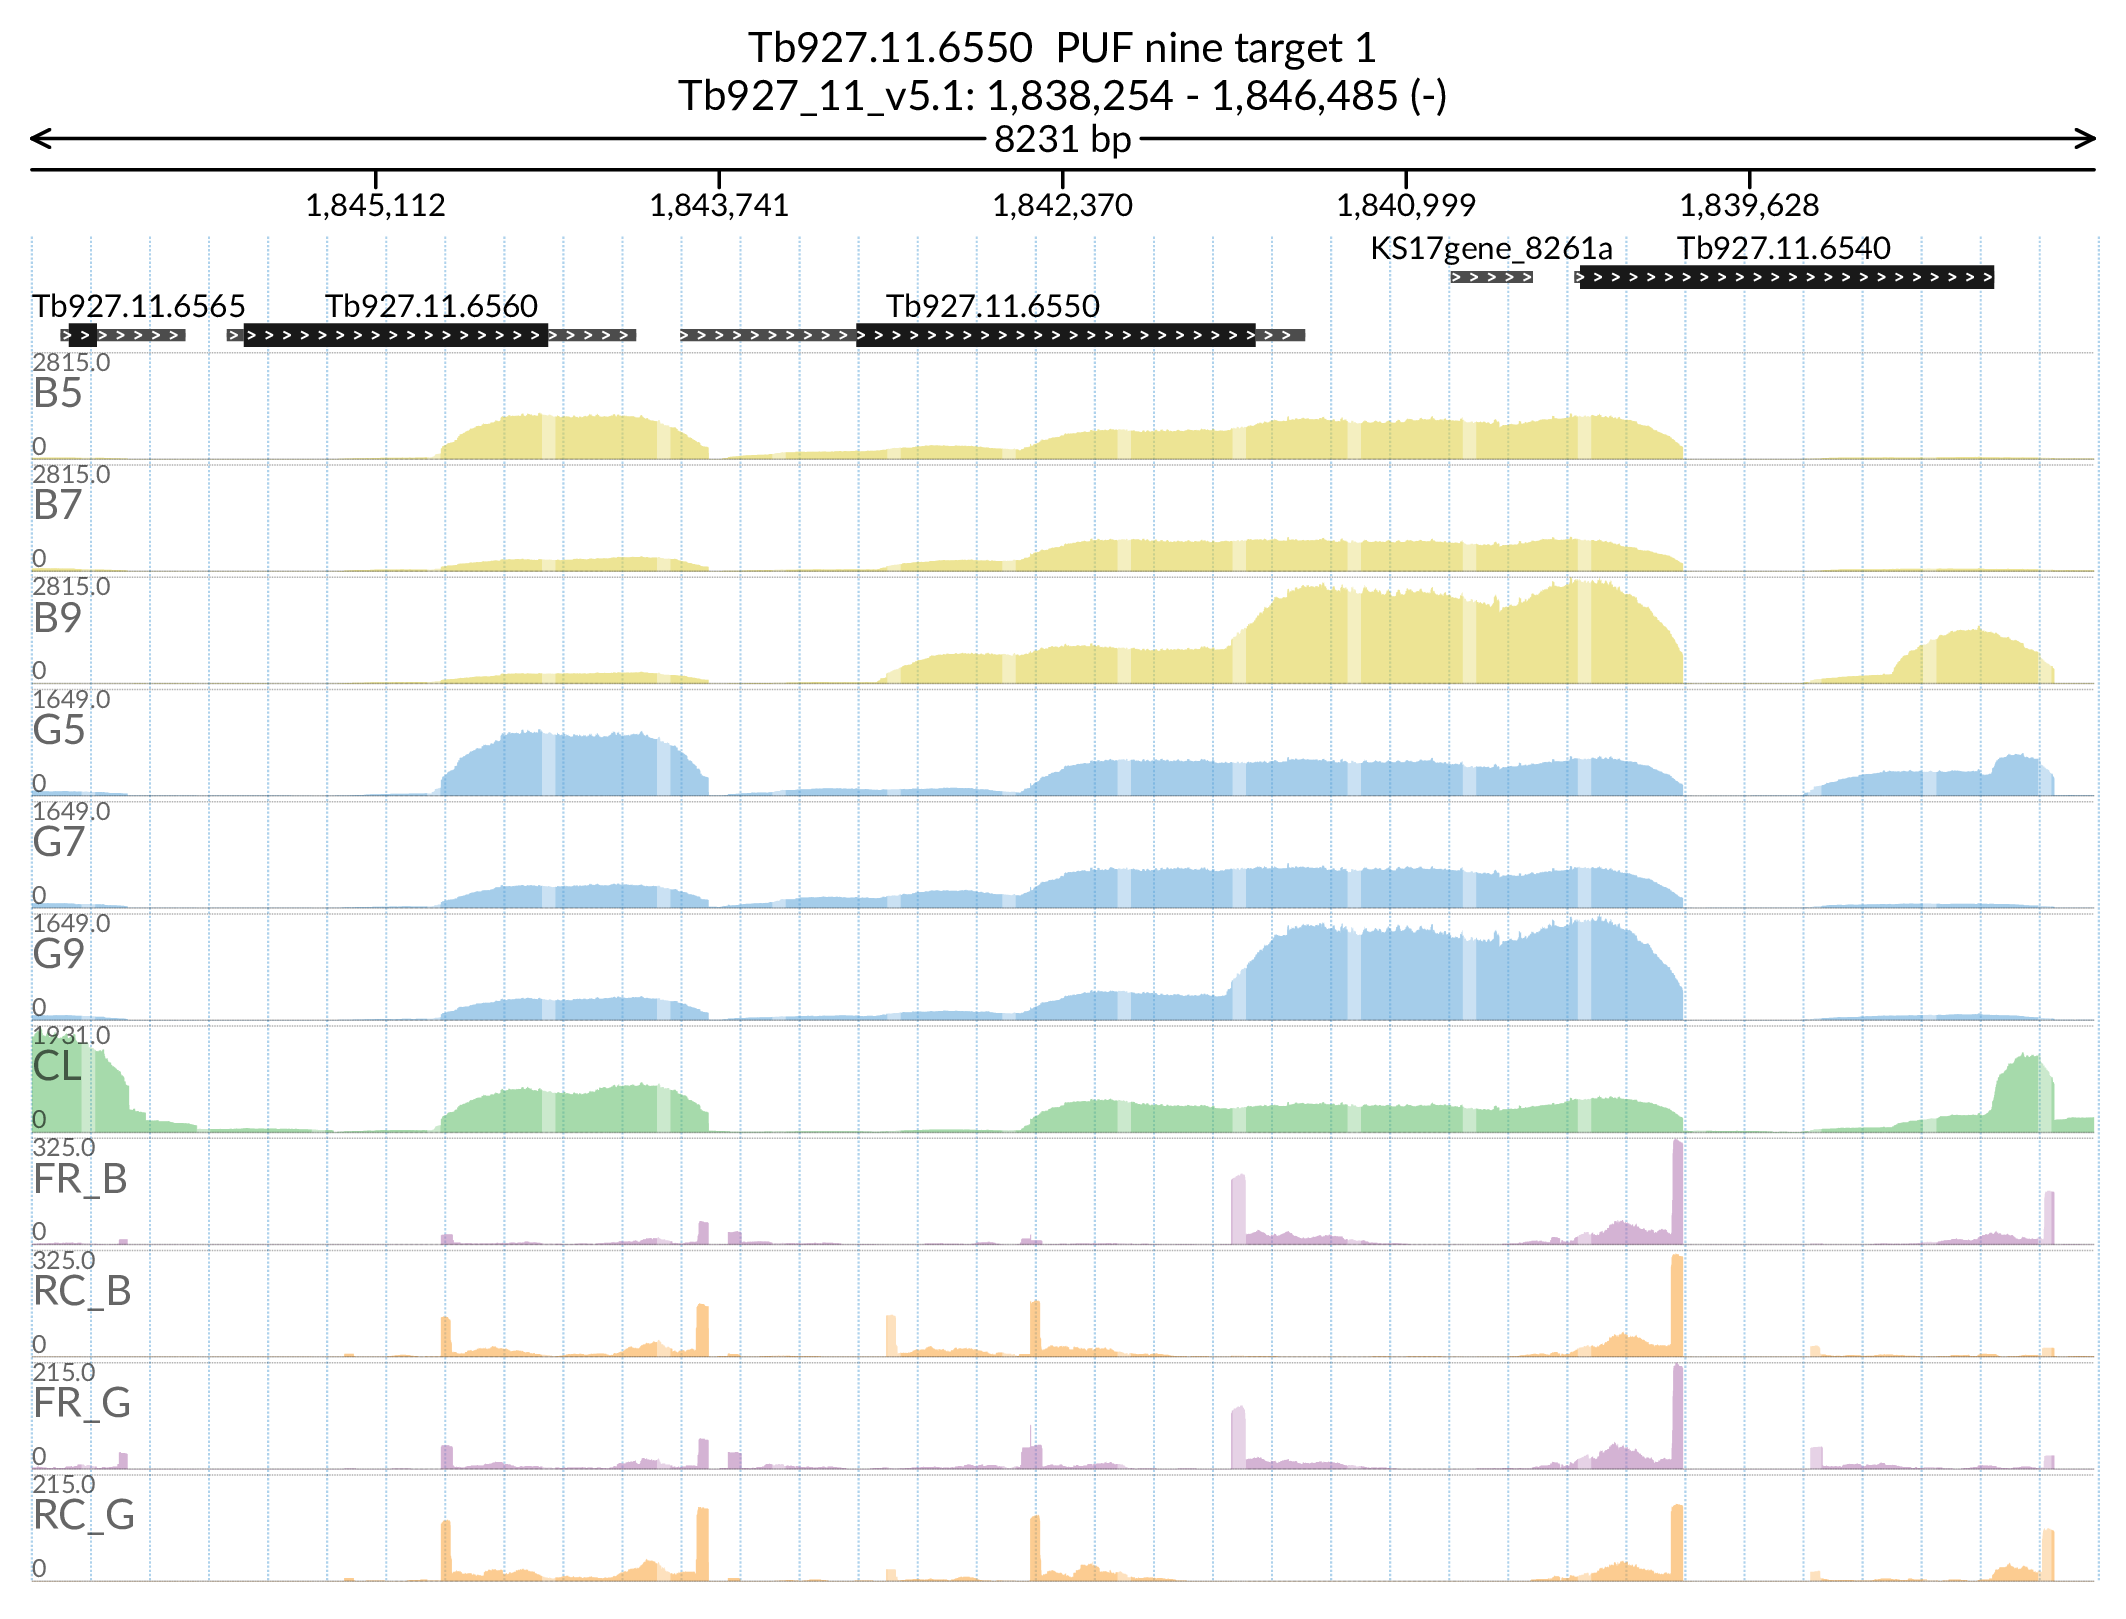 Tb927.11.6550 PUF nine target 1
Tb927_11_v5.1: 1,838,254 - 1,846,485 (-)
8231 bp
1,845,112 1,843,741 1,842,370 1,840,999 1,839,628
KS17gene_8261a Tb927.11.6540
Tb927.11.6565 Tb927.11.6560 Tb927.11.6550
2815.0
B5
0
2815.0
B7
0
2815.0
B9
0
1649.0
G5
0
1649.0
G7
0
1649.0
G9
0
1931.0
CL
0
325.0
FR_B
0
325.0
RC_B
0
215.0
FR_G
0
215.0
RC_G
0